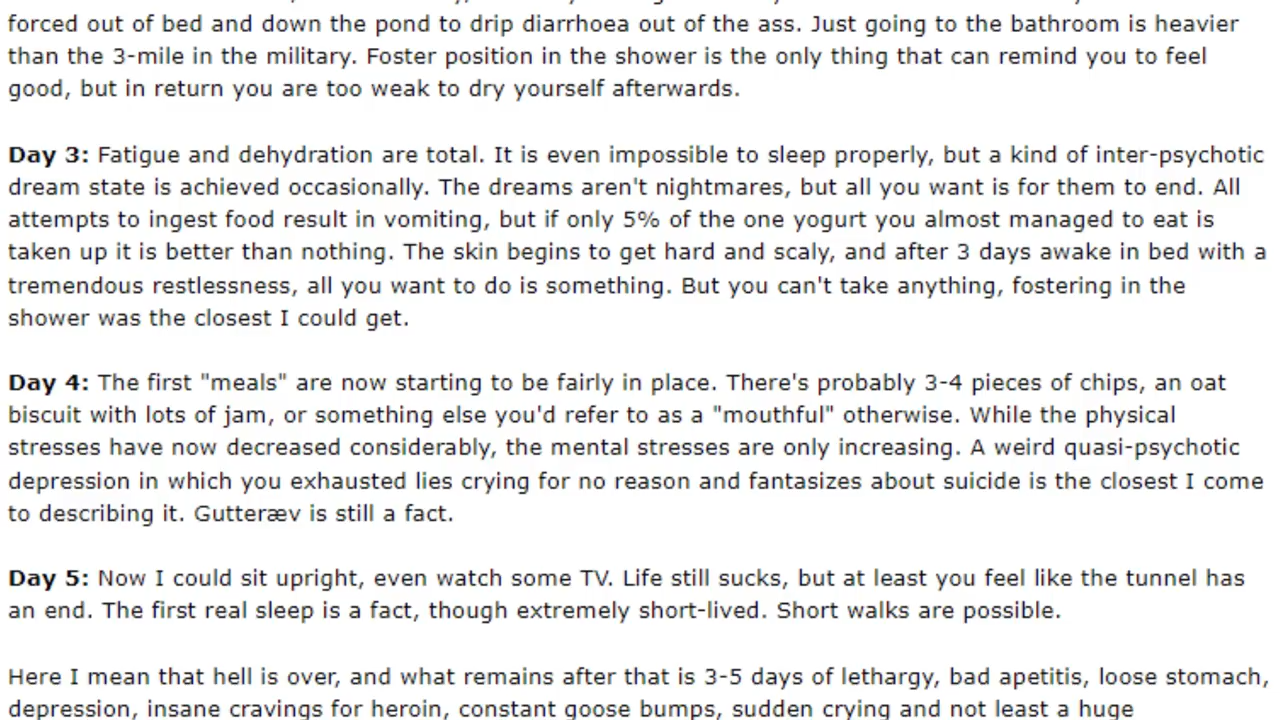 forced out of bed and down the pond to drip diarrhoea out of the ass. Just going to the bathroom is heavier
than the 3-mile in the military. Foster position in the shower is the only thing that can remind you to feel
good, but in return you are too weak to dry yourself afterwards.
Day 3: Fatigue and dehydration are total. It is even impossible to sleep properly, but a kind of inter-psychotic
dream state is achieved occasionally. The dreams aren't nightmares, but all you want is for them to end. All
attempts to ingest food result in vomiting, but if only 5% of the one yogurt you almost managed to eat is
taken up it is better than nothing. The skin begins to get hard and scaly, and after 3 days awake in bed with a
tremendous restlessness, all you want to do is something. But you can't take anything, fostering in the
shower was the closest I could get.
Day 4: The first "meals" are now starting to be fairly in place. There's probably 3-4 pieces of chips, an oat
biscuit with lots of jam, or something else you'd refer to as a "mouthful" otherwise. While the physical
stresses have now decreased considerably, the mental stresses are only increasing. A weird quasi-psychotic
depression in which you exhausted lies crying for no reason and fantasizes about suicide is the closest I come
to describing it. Gutteræv is still a fact.
Day 5: Now I could sit upright, even watch some TV. Life still sucks, but at least you feel like the tunnel has
an end. The first real sleep is a fact, though extremely short-lived. Short walks are possible.
Here I mean that hell is over, and what remains after that is 3-5 days of lethargy, bad apetitis, loose stomach,
depression, insane cravings for heroin, constant goose bumps, sudden crying and not least a huge